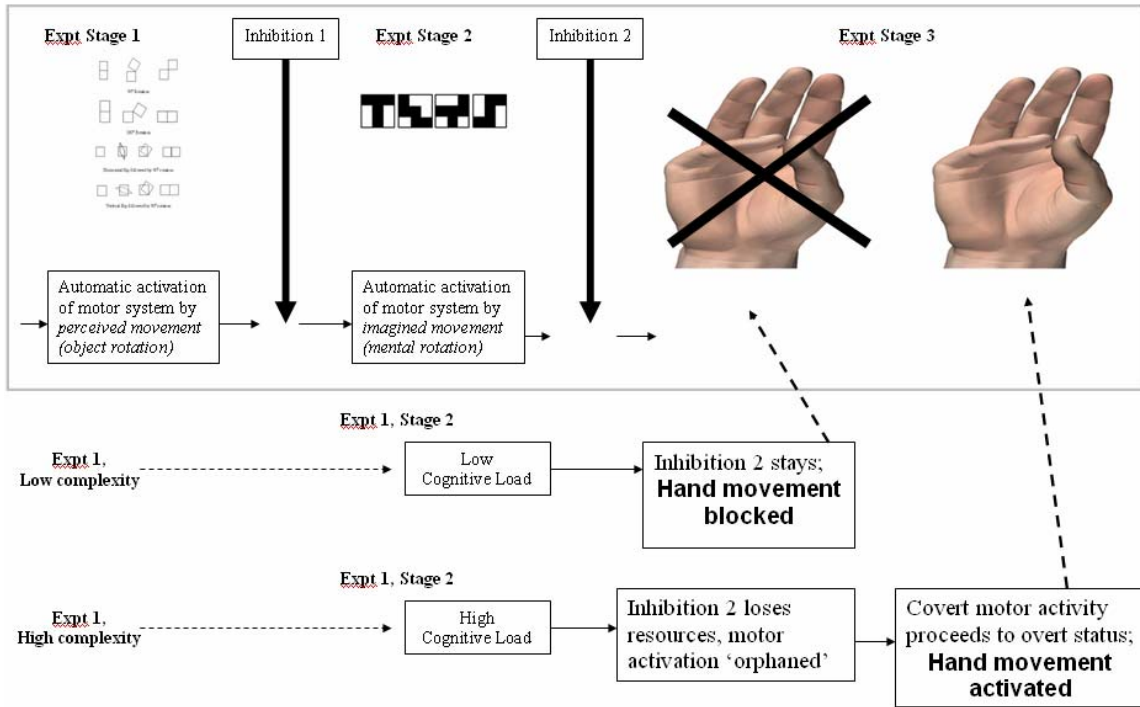 Expt Stage 1
Inhibition 1
Expt Stage 2
Inhibition 2
Expt Stage 3
90° Rotation
Automatic activation
of motor system by
perceived movement
(object rotation)
Automatic activation
of motor system by
imagined movement
(mental rotation)
Expt 1, Stage 2
Expt 1,
Low complexity
Low
Cognitive Load
Inhibition 2 stays;
Hand movement
blocked
Expt 1, Stage 2
Expt 1,
High complexity
High
Cognitive Load
Inhibition 2 loses
resources, motor
activation ‘orphaned’
Covert motor activity
proceeds to overt status;
Hand movement
activated